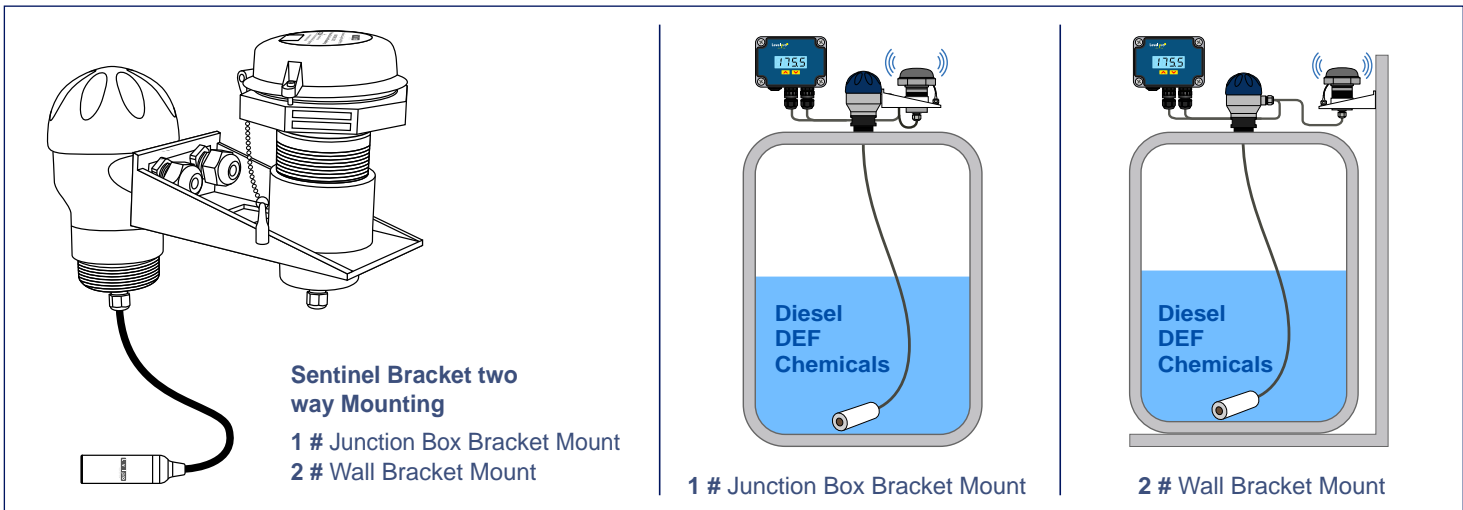 Sentinel Bracket two
way Mounting
1 # Junction Box Bracket Mount
2 # Wall Bracket Mount
175.5
Diesel
DEF
Chemicals
1 # Junction Box Bracket Mount
175.5
Diesel
DEF
Chemicals
2 # Wall Bracket Mount